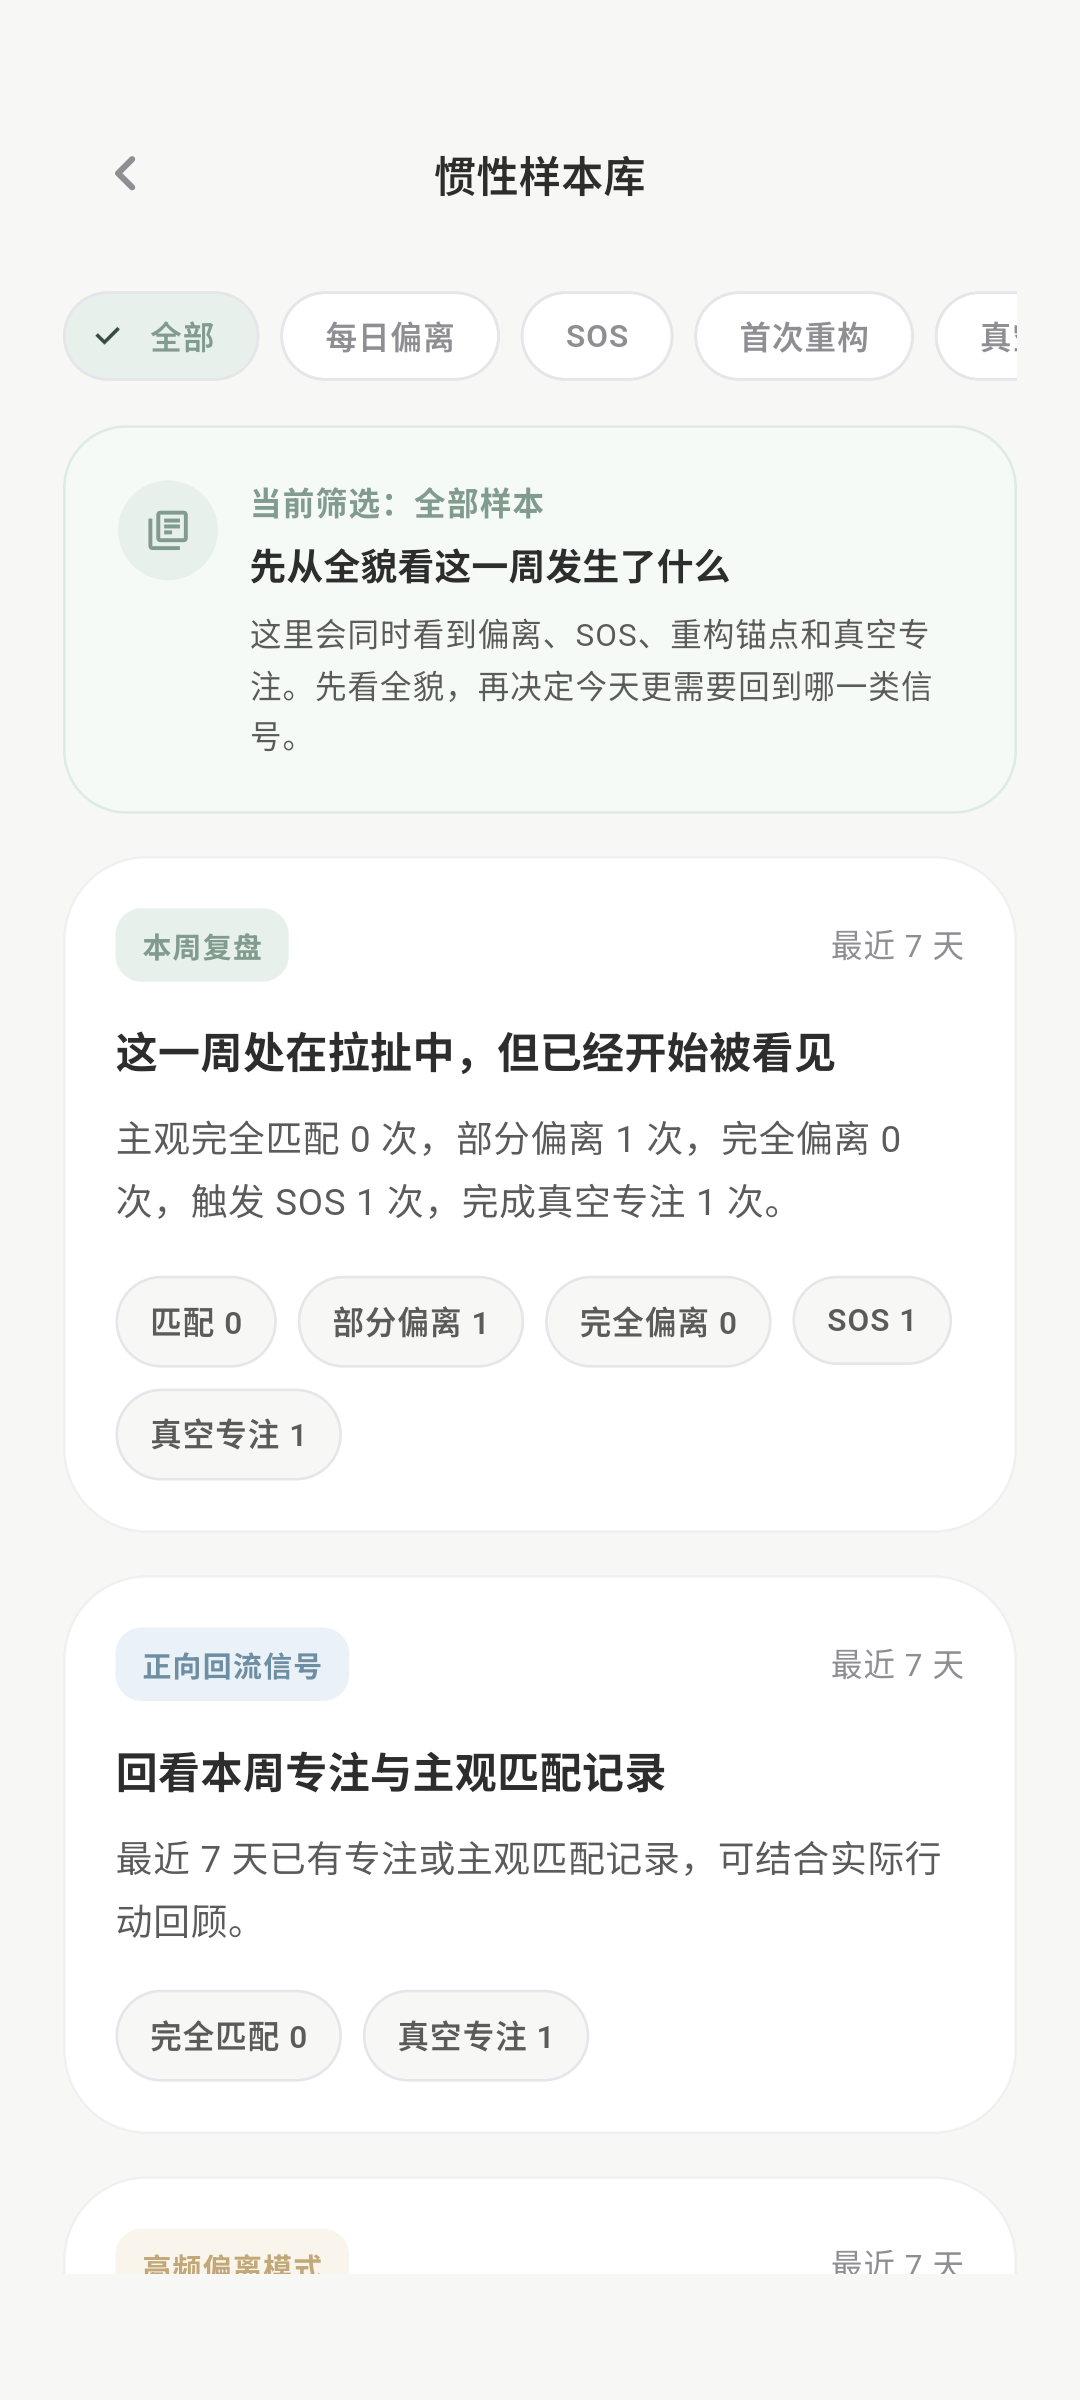 惯性样本库
全部
每日偏离
SOS
首次重构
真
当前筛选：全部样本
先从全貌看这一周发生了什么
这里会同时看到偏离、SOS、重构锚点和真空专
注。先看全貌，再决定今天更需要回到哪一类信
号。
本周复盘
最近 7 天
这一周处在拉扯中，但已经开始被看见
主观完全匹配 0 次，部分偏离 1 次，完全偏离 0
次，触发 SOS 1 次，完成真空专注 1 次。
匹配 0
部分偏离 1
完全偏离 0
SOS 1
真空专注 1
正向回流信号
最近 7 天
回看本周专注与主观匹配记录
最近 7 天已有专注或主观匹配记录，可结合实际行
动回顾。
完全匹配 0
真空专注 1
高频偏离模式
最近 7 天